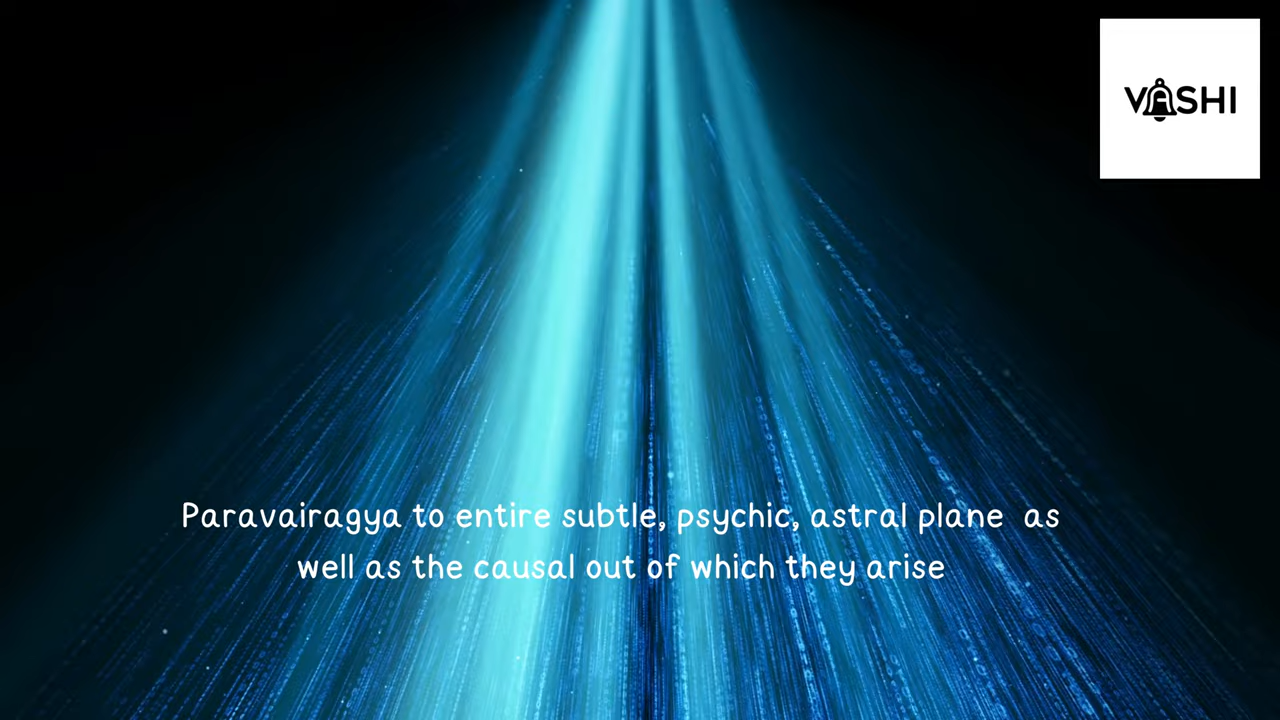 VASHI
Paravairagya to entire subtle, psychic, astral plane as
well as the causal out of which they arise